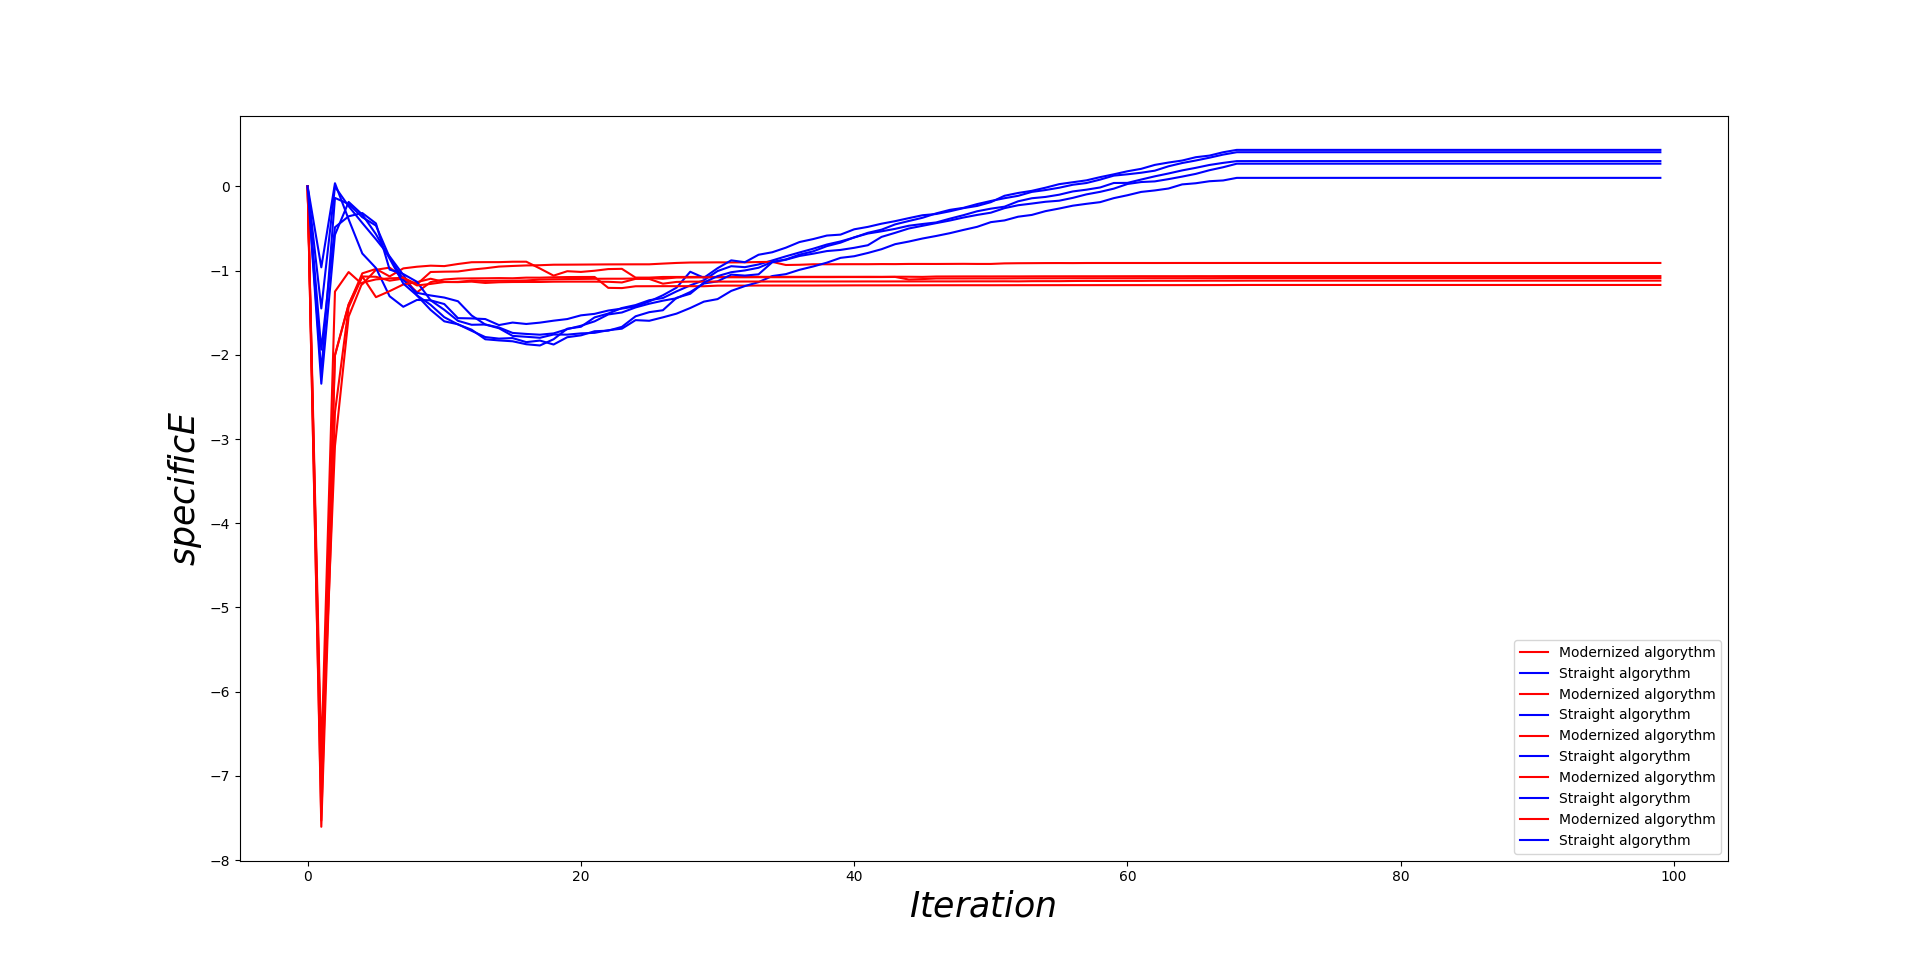 specificE
0
−1
−2
−3
−4
−5
−6
−7
−8
0 20 40 60 80 100
Iteration
Modernized algorythm
Straight algorythm
Modernized algorythm
Straight algorythm
Modernized algorythm
Straight algorythm
Modernized algorythm
Straight algorythm
Modernized algorythm
Straight algorythm